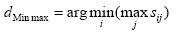 d_{Min max} = arg min_i (max_j s_{ij})